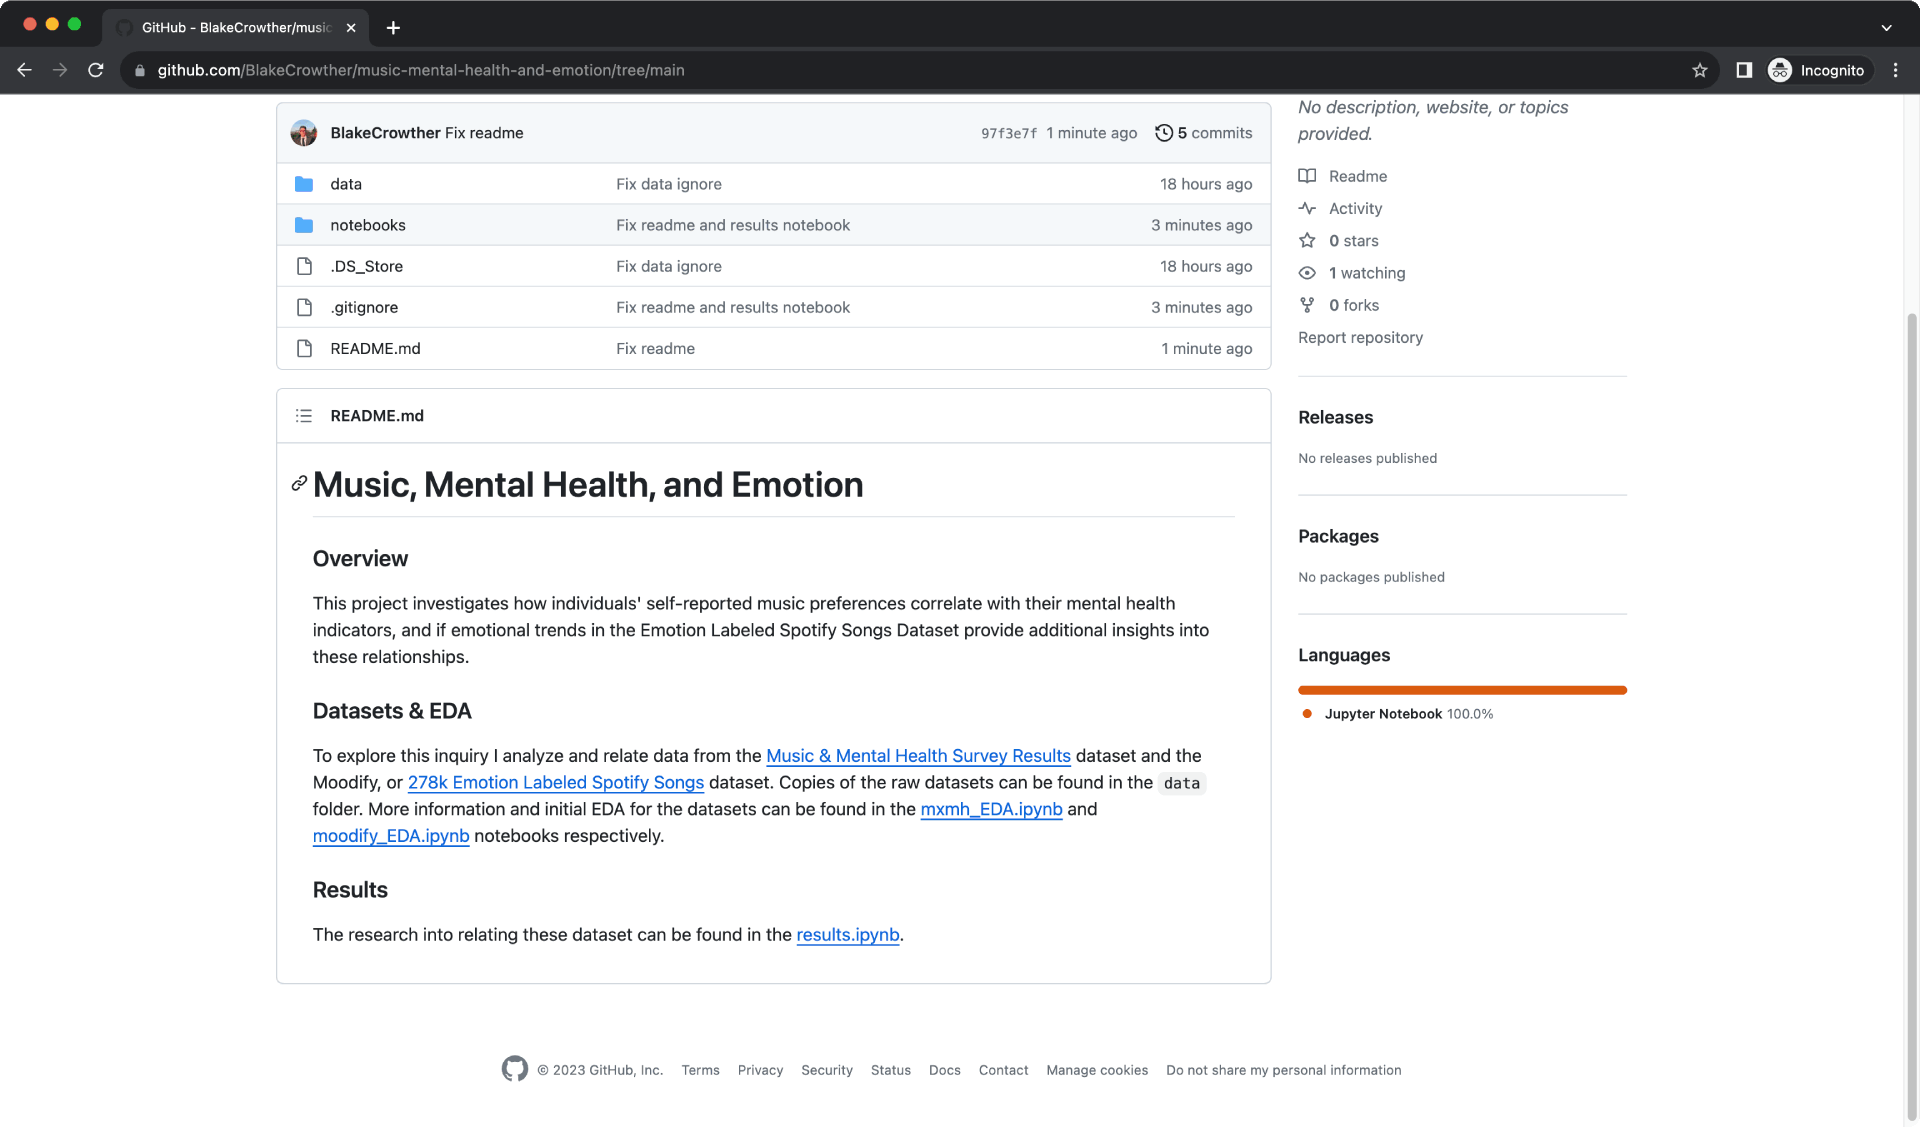 GitHub - BlakeCrowther/music
github.com/BlakeCrowther/music-mental-health-and-emotion/tree/main
Incognito
BlakeCrowther Fix readme 97f3e7f 1 minute ago 5 commits
data Fix data ignore 18 hours ago
notebooks Fix readme and results notebook 3 minutes ago
.DS_Store Fix data ignore 18 hours ago
.gitignore Fix readme and results notebook 3 minutes ago
README.md Fix readme 1 minute ago
README.md
Music, Mental Health, and Emotion
Overview
This project investigates how individuals' self-reported music preferences correlate with their mental health
indicators, and if emotional trends in the Emotion Labeled Spotify Songs Dataset provide additional insights into
these relationships.
Datasets & EDA
To explore this inquiry I analyze and relate data from the Music & Mental Health Survey Results dataset and the
Moodify, or 278k Emotion Labeled Spotify Songs dataset. Copies of the raw datasets can be found in the data
folder. More information and initial EDA for the datasets can be found in the mxmh_EDA.ipynb and
moodify_EDA.ipynb notebooks respectively.
Results
The research into relating these dataset can be found in the results.ipynb.
No description, website, or topics
provided.
Readme
Activity
0 stars
1 watching
0 forks
Report repository
Releases
No releases published
Packages
No packages published
Languages
Jupyter Notebook 100.0%
© 2023 GitHub, Inc. Terms Privacy Security Status Docs Contact Manage cookies Do not share my personal information